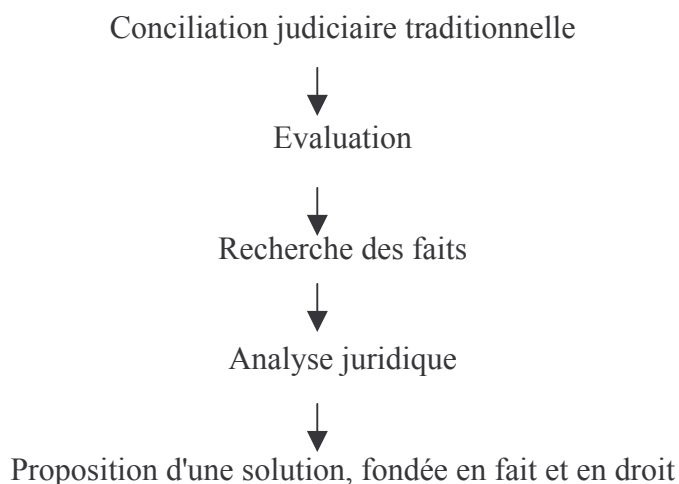 Conciliation judiciaire traditionnelle
Evaluation
Recherche des faits
Analyse juridique
Proposition d'une solution, fondée en fait et en droit